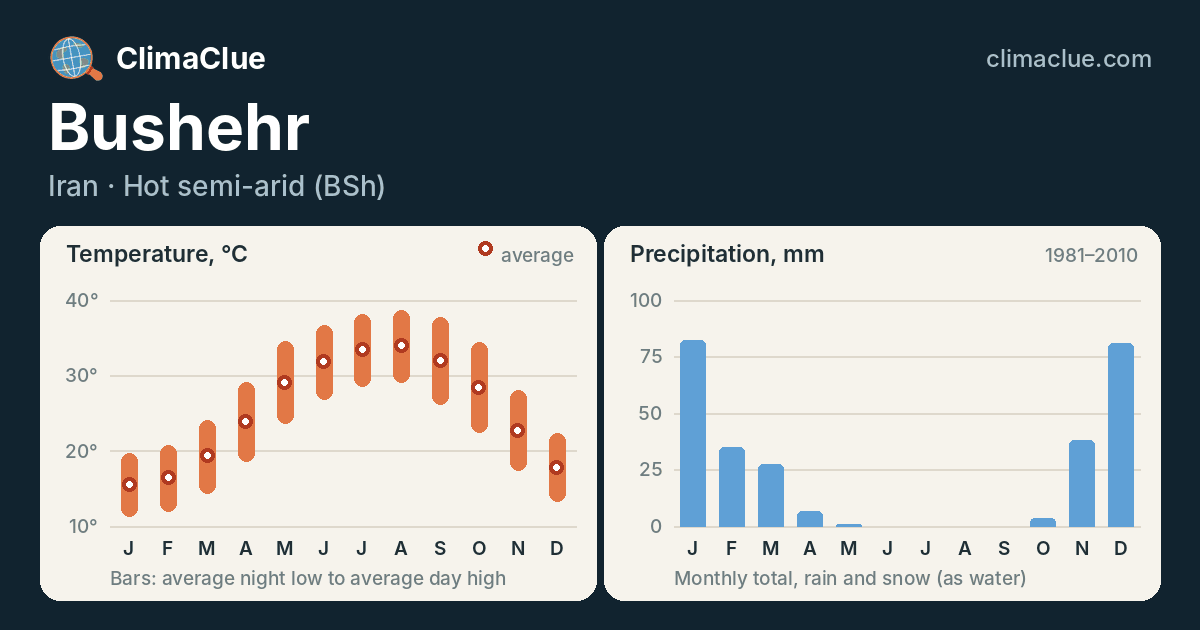 ClimaClue
climaclue.com
Bushehr
Iran · Hot semi-arid (BSh)
Temperature, °C
average
40°
30°
20°
10°
J F M A M J J A S O N D
Bars: average night low to average day high
Precipitation, mm
1981–2010
100
75
50
25
0
J F M A M J J A S O N D
Monthly total, rain and snow (as water)